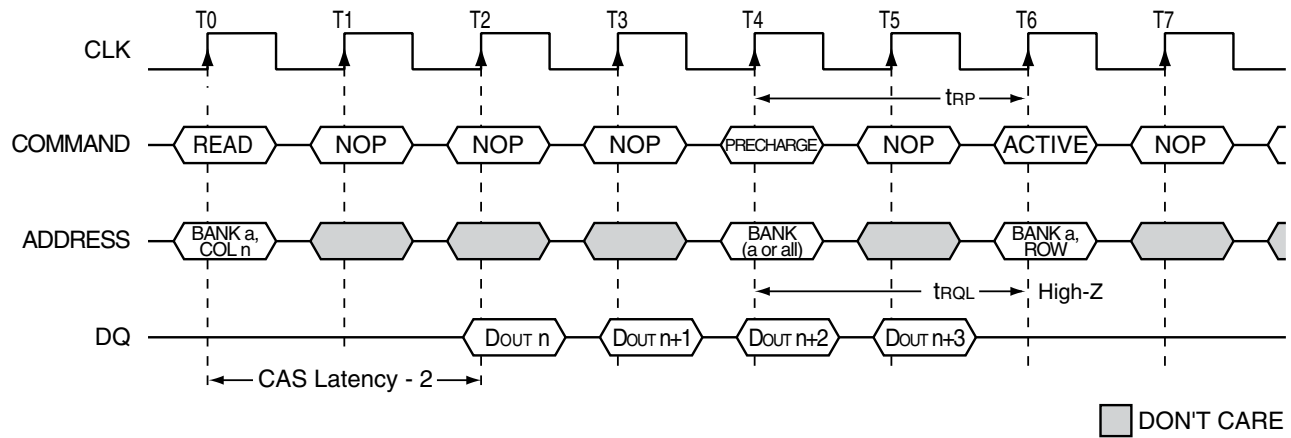 T0 T1 T2 T3 T4 T5 T6 T7
CLK
tRP
COMMAND READ NOP NOP NOP PRECHARGE NOP ACTIVE NOP
ADDRESS BANK a, COL n BANK (a or all) BANK a, ROW
tRQL High-Z
DQ DOUT n DOUT n+1 DOUT n+2 DOUT n+3
CAS Latency - 2
DON'T CARE